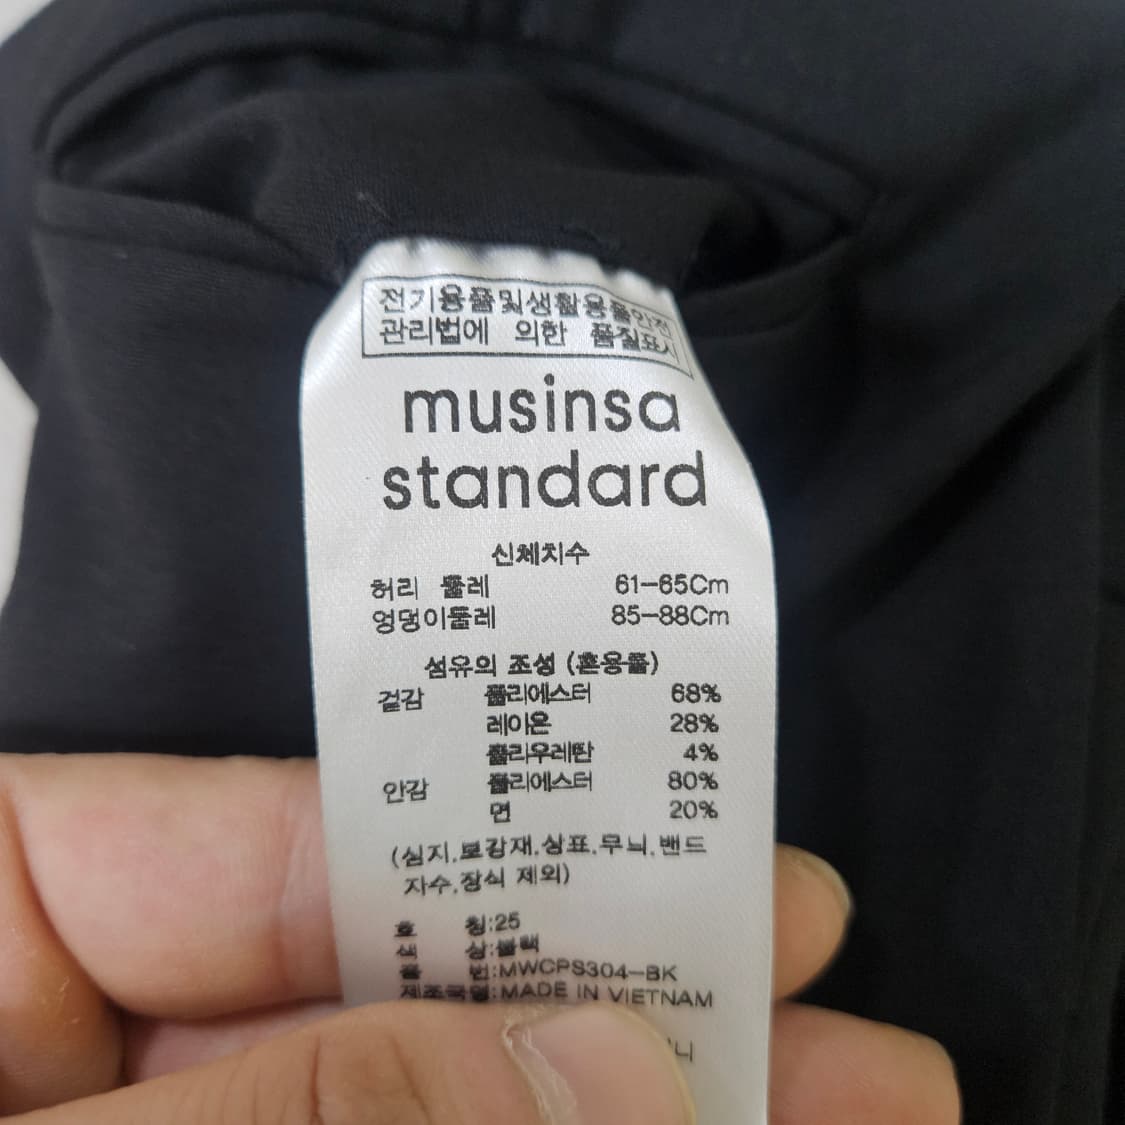 전기용품및생활용품안전
관리법에 의한 품질표시
musinsa
standard
신체치수
허리 둘레 61-65Cm
엉덩이둘레 85-88Cm
섬유의 조성 (혼용률)
겉감 폴리에스터 68%
레이온 28%
폴리우레탄 4%
안감 폴리에스터 80%
면 20%
(심지.보강재.상표.무늬.밴드
자수.장식 제외)
호 칭:25
색 상:블랙
품 번:MWCPS304-BK
제조국명:MADE IN VIETNAM
니